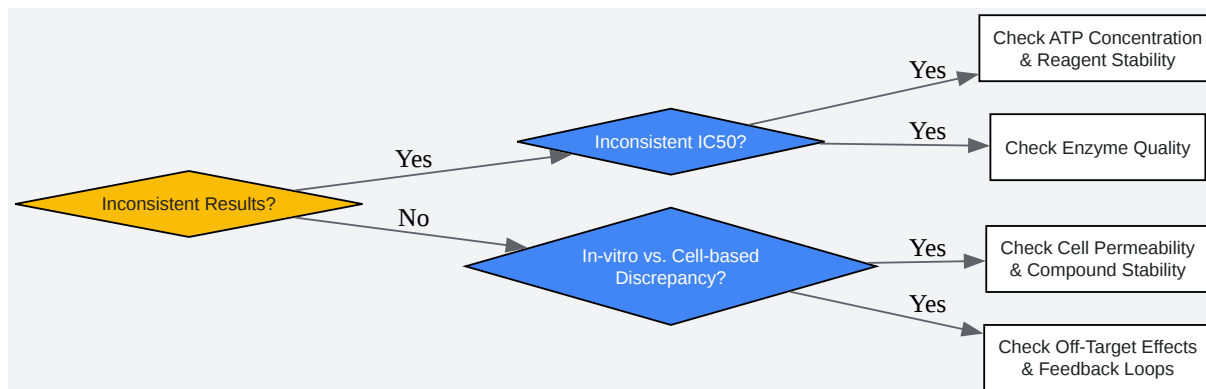 Inconsistent Results?
Yes
No
Inconsistent IC50?
In-vitro vs. Cell-based
Discrepancy?
Yes
Yes
Yes
Yes
Check ATP Concentration
& Reagent Stability
Check Enzyme Quality
Check Cell Permeability
& Compound Stability
Check Off-Target Effects
& Feedback Loops